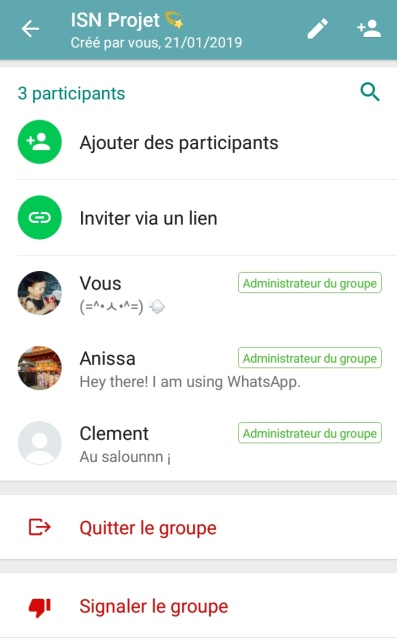 ISN Projet 💫
Créé par vous, 21/01/2019
3 participants
Ajouter des participants
Inviter via un lien
Vous
Administrateur du groupe
(=^•ㅅ•^=) 💨
Anissa
Administrateur du groupe
Hey there! I am using WhatsApp.
Clement
Administrateur du groupe
Au salounnn ¡
Quitter le groupe
Signaler le groupe